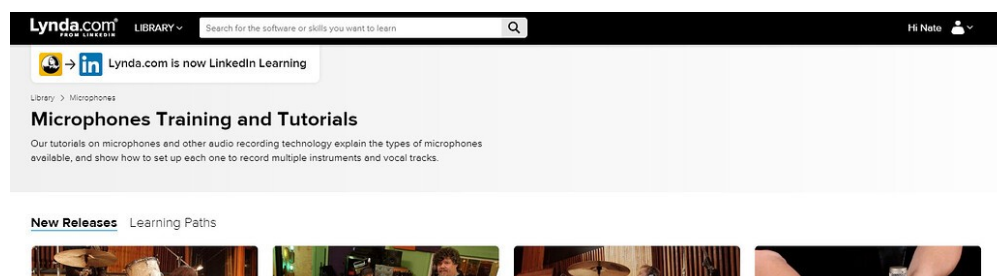 Lynda.com®
FROM LINKEDIN
LIBRARY
Search for the software or skills you want to learn
Hi Nate
in Lynda.com is now LinkedIn Learning
Library > Microphones
Microphones Training and Tutorials
Our tutorials on microphones and other audio recording technology explain the types of microphones
available, and show how to set up each one to record multiple instruments and vocal tracks.
New Releases Learning Paths